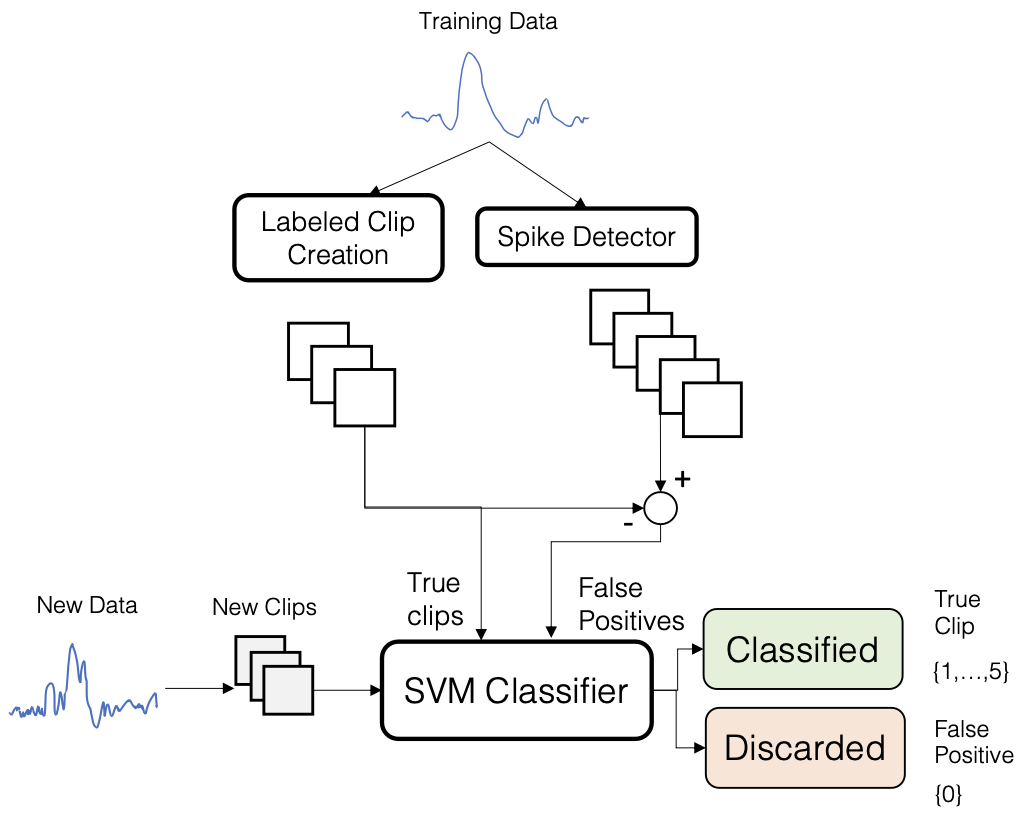 Training Data
Labeled Clip
Creation
Spike Detector
+
-
True
clips
False
Positives
New Data
New Clips
SVM Classifier
Classified
True
Clip
{1,...,5}
Discarded
False
Positive
{0}